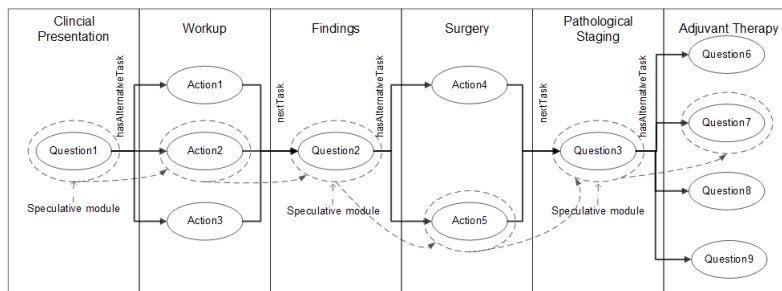 Clincial
Presentation
Workup
Findings
Surgery
Pathological
Staging
Adjuvant Therapy
hasAlternativeTask
nextTask
hasAlternativeTask
nextTask
hasAlternativeTask
Question6
Action1
Action4
Question7
Question1
Action2
Question2
Question3
Question8
Speculative module
Speculative module
Speculative module
Action3
Action5
Question9